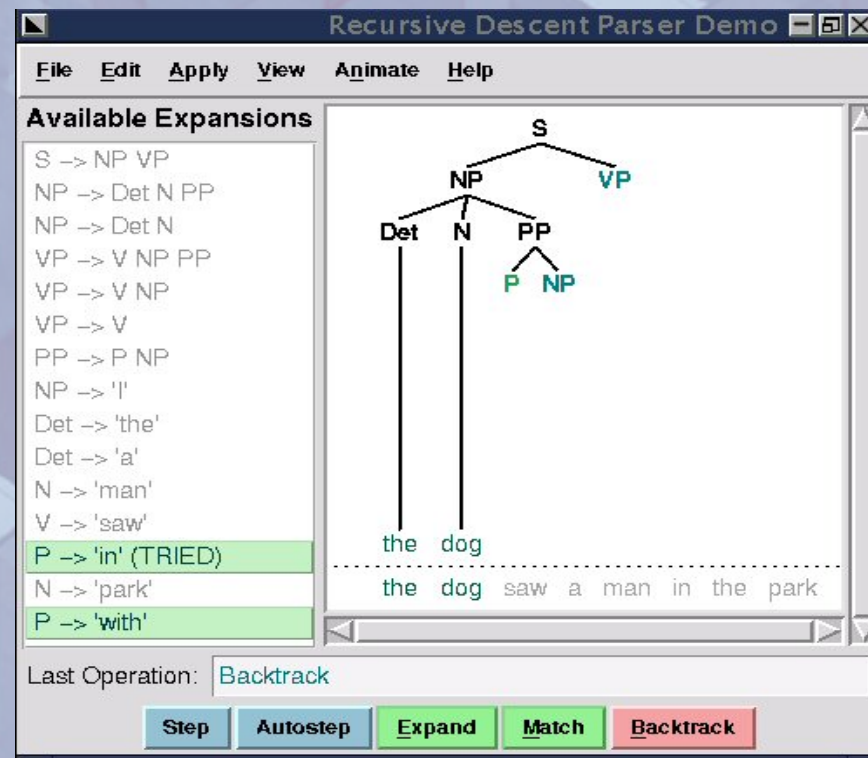 Recursive Descent Parser Demo
File Edit Apply View Animate Help
Available Expansions
S -> NP VP
NP -> Det N PP
NP -> Det N
VP -> V NP PP
VP -> V NP
VP -> V
PP -> P NP
NP -> 'I'
Det -> 'the'
Det -> 'a'
N -> 'man'
V -> 'saw'
P -> 'in' (TRIED)
N -> 'park'
P -> 'with'
S
NP VP
Det N PP
P NP
the dog
the dog saw a man in the park
Last Operation: Backtrack
Step Autostep Expand Match Backtrack